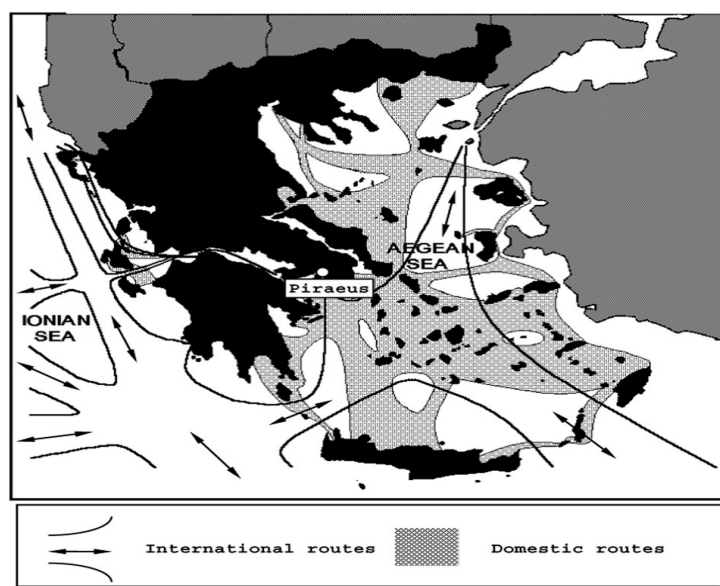 AEGEAN
SEA
Piraeus
IONIAN
SEA
International routes
Domestic routes